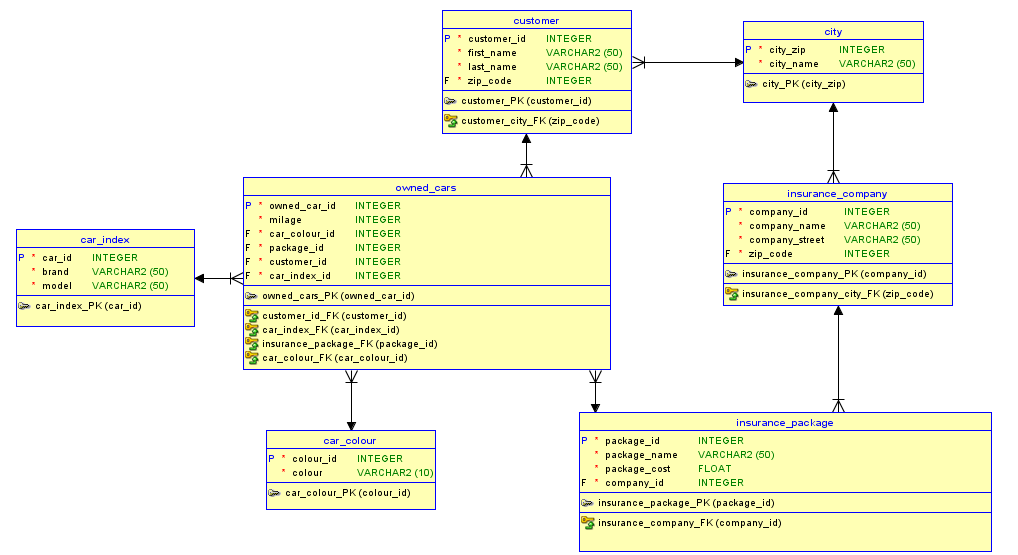 customer
P * customer_id INTEGER
* first_name VARCHAR2 (50)
* last_name VARCHAR2 (50)
F * zip_code INTEGER
customer_PK (customer_id)
customer_city_FK (zip_code)
city
P * city_zip INTEGER
* city_name VARCHAR2 (50)
city_PK (city_zip)
owned_cars
P * owned_car_id INTEGER
* milage INTEGER
F * car_colour_id INTEGER
F * package_id INTEGER
F * customer_id INTEGER
F * car_index_id INTEGER
owned_cars_PK (owned_car_id)
customer_id_FK (customer_id)
car_index_FK (car_index_id)
insurance_package_FK (package_id)
car_colour_FK (car_colour_id)
insurance_company
P * company_id INTEGER
* company_name VARCHAR2 (50)
* company_street VARCHAR2 (50)
F * zip_code INTEGER
insurance_company_PK (company_id)
insurance_company_city_FK (zip_code)
car_index
P * car_id INTEGER
* brand VARCHAR2 (50)
* model VARCHAR2 (50)
car_index_PK (car_id)
car_colour
P * colour_id INTEGER
* colour VARCHAR2 (10)
car_colour_PK (colour_id)
insurance_package
P * package_id INTEGER
* package_name VARCHAR2 (50)
* package_cost FLOAT
F * company_id INTEGER
insurance_package_PK (package_id)
insurance_company_FK (company_id)